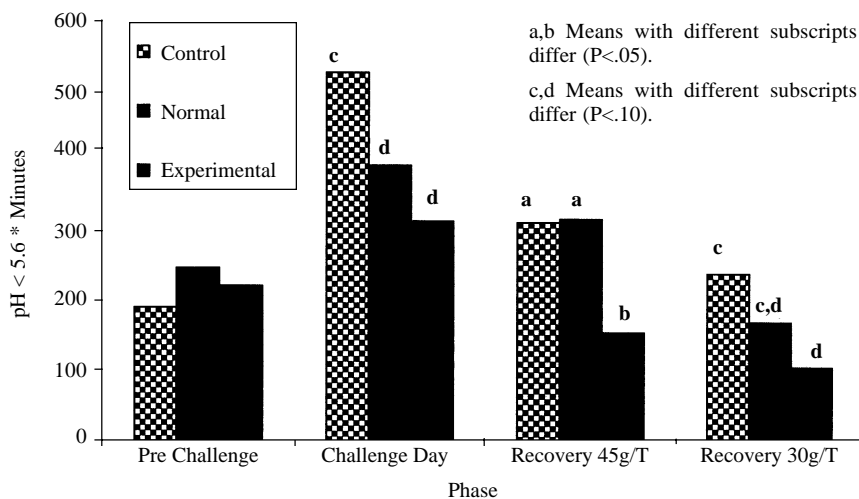 600
500
400
300
200
100
0
pH < 5.6 * Minutes
Control
Normal
Experimental
a,b Means with different subscripts
differ (P<.05).
c,d Means with different subscripts
differ (P<.10).
c
d
d
a
a
b
c
c,d
d
Pre Challenge
Challenge Day
Recovery 45g/T
Recovery 30g/T
Phase